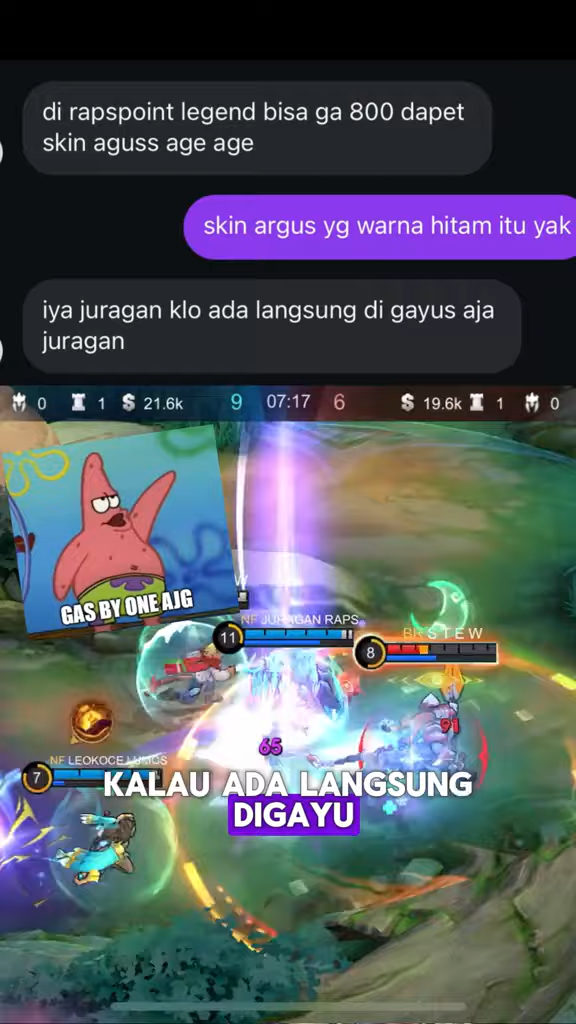 di rapspoint legend bisa ga 800 dapet
skin aguss age age
skin argus yg warna hitam itu yak
iya juragan klo ada langsung di gayus aja
juragan
0 1 $ 21.6k 9 07:17 6 $ 19.6k 1 0
GAS BY ONE AJG
NF JURAGAN RAPS
11
S T E W
8
65
91
NF LEOKOCE LUMOS
7
KALAU ADA LANGSUNG
DIGAYU